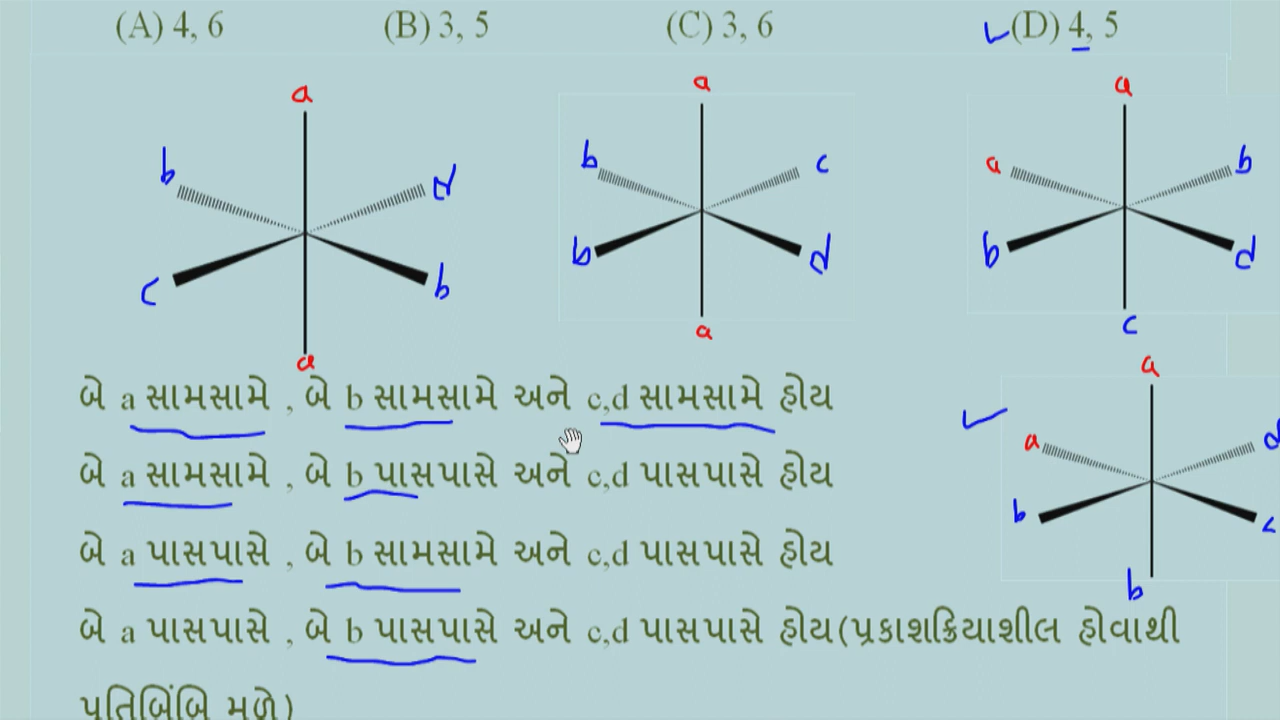 (A) 4, 6 (B) 3, 5 (C) 3, 6 (D) 4, 5
a a a
b d b c a b
c b b d b d
a a c
બે a સામસામે , બે b સામસામે અને c,d સામસામે હોય
a
a d
બે a સામસામે , બે b પાસપાસે અને c,d પાસપાસે હોય
b c
બે a પાસપાસે , બે b સામસામે અને c,d પાસપાસે હોય
b
બે a પાસપાસે , બે b પાસપાસે અને c,d પાસપાસે હોય(પ્રકાશક્રિયાશીલ હોવાથી
પ્રતિબિંબિ મળે)